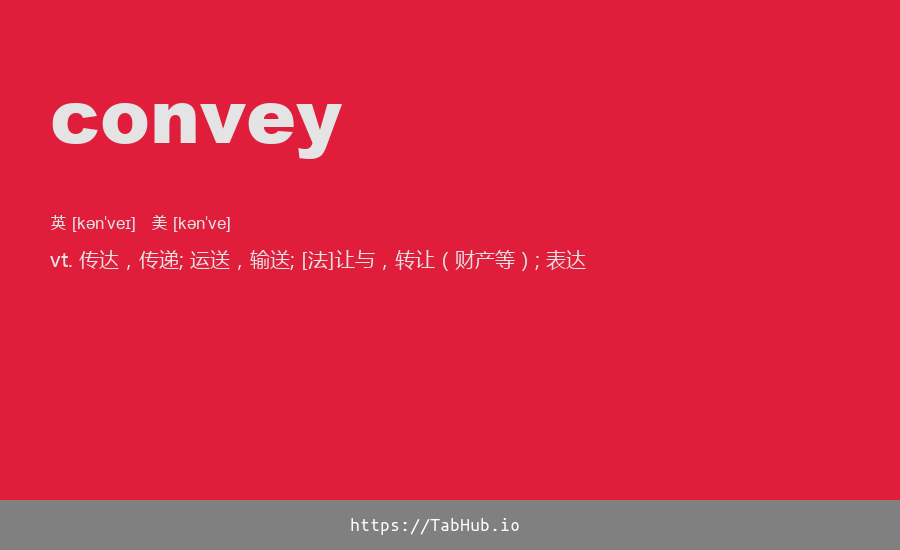 convey
英 [kən'veɪ] 美 [kən've]
vt. 传达，传递; 运送，输送; [法]让与，转让（财产等）; 表达
https://TabHub.io